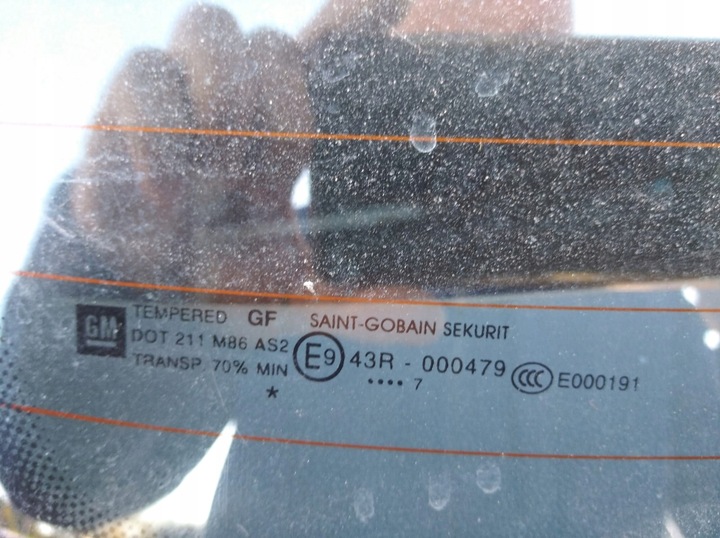 GM
TEMPERED GF SAINT-GOBAIN SEKURIT
DOT 211 M86 AS2 E9 43R - 000479 CCC E000191
TRANSP. 70% MIN •••• 7
*